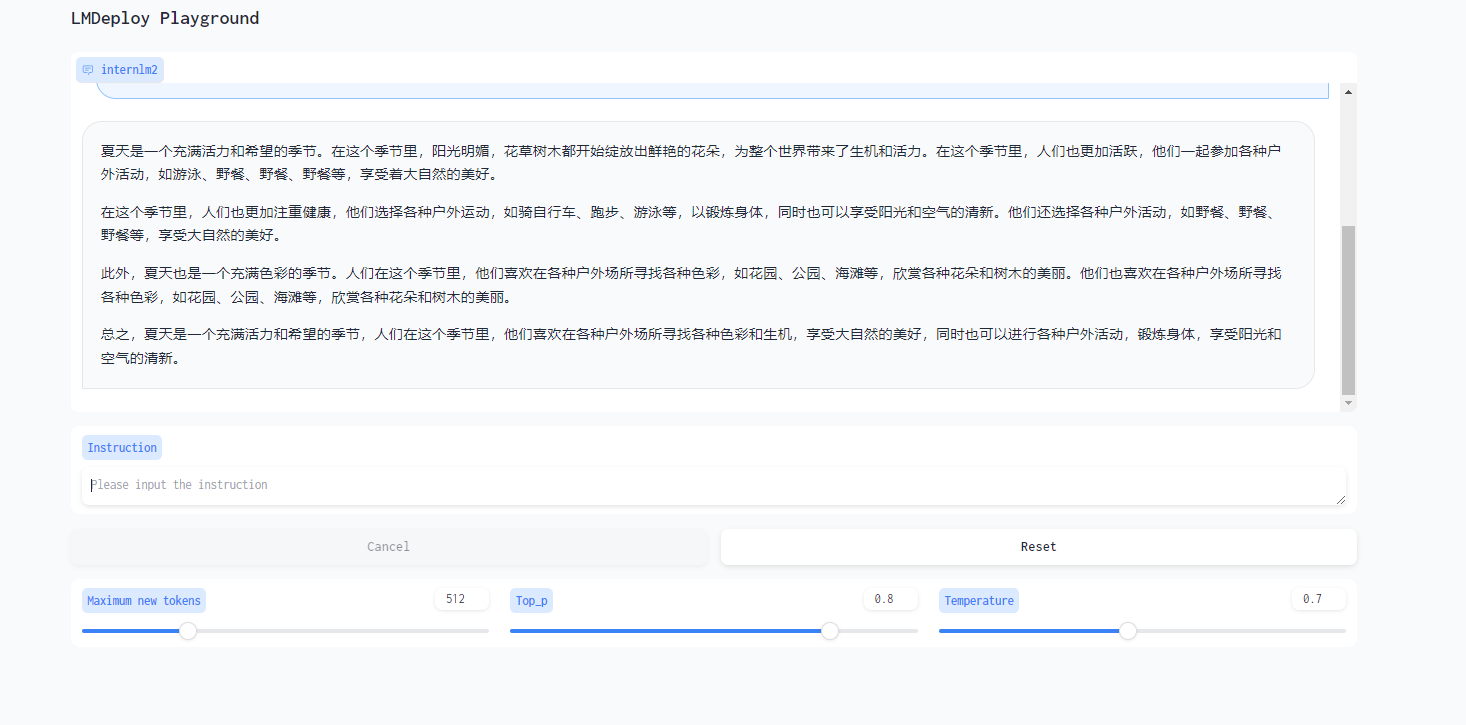 LMDeploy Playground
internlm2
夏天是一个充满活力和希望的季节。在这个季节里，阳光明媚，花草树木都开始绽放出鲜艳的花朵，为整个世界带来了生机和活力。在这个季节里，人们也更加活跃，他们一起参加各种户
外活动，如游泳、野餐、野餐、野餐等，享受着大自然的美好。
在这个季节里，人们也更加注重健康，他们选择各种户外运动，如骑自行车、跑步、游泳等，以锻炼身体，同时也可以享受阳光和空气的清新。他们还选择各种户外活动，如野餐、野餐、
野餐等，享受大自然的美好。
此外，夏天也是一个充满色彩的季节。人们在这个季节里，他们喜欢在各种户外场所寻找各种色彩，如花园、公园、海滩等，欣赏各种花朵和树木的美丽。他们也喜欢在各种户外场所寻找
各种色彩，如花园、公园、海滩等，欣赏各种花朵和树木的美丽。
总之，夏天是一个充满活力和希望的季节，人们在这个季节里，他们喜欢在各种户外场所寻找各种色彩和生机，享受大自然的美好，同时也可以进行各种户外活动，锻炼身体，享受阳光和
空气的清新。
Instruction
Please input the instruction
Cancel Reset
Maximum new tokens 512 Top_p 0.8 Temperature 0.7